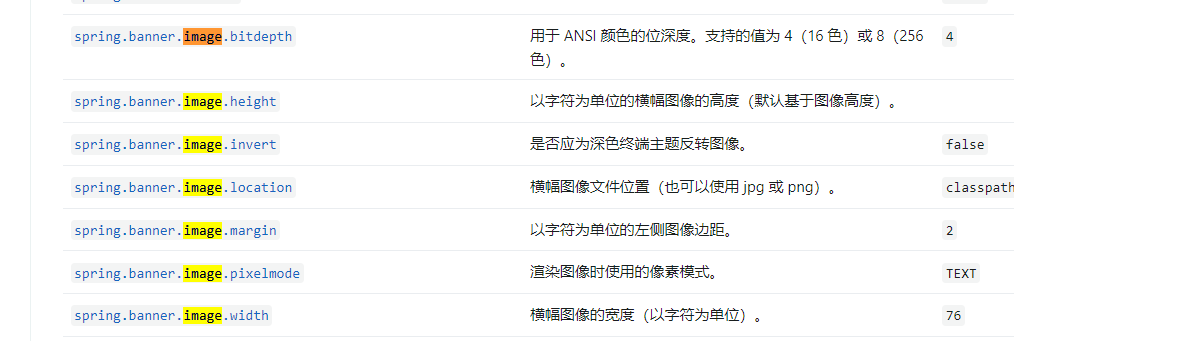 spring.banner.image.bitdepth 用于 ANSI 颜色的位深度。支持的值为 4（16 色）或 8（256 4
色）。
spring.banner.image.height 以字符为单位的横幅图像的高度（默认基于图像高度）。
spring.banner.image.invert 是否应为深色终端主题反转图像。 false
spring.banner.image.location 横幅图像文件位置（也可以使用 jpg 或 png）。 classpath
spring.banner.image.margin 以字符为单位的左侧图像边距。 2
spring.banner.image.pixelmode 渲染图像时使用的像素模式。 TEXT
spring.banner.image.width 横幅图像的宽度（以字符为单位）。 76